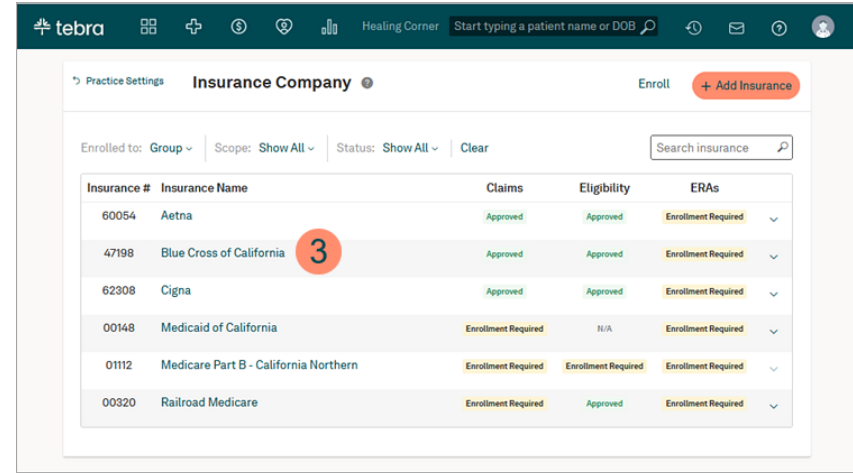 tebra Healing Corner Start typing a patient name or DOB
Practice Settings Insurance Company ? Enroll + Add Insurance
Enrolled to: Group Scope: Show All Status: Show All Clear Search insurance
Insurance # Insurance Name Claims Eligibility ERAs
60054 Aetna Approved Approved Enrollment Required
47198 Blue Cross of California 3 Approved Approved Enrollment Required
62308 Cigna Approved Approved Enrollment Required
00148 Medicaid of California Enrollment Required N/A Enrollment Required
01112 Medicare Part B - California Northern Enrollment Required Enrollment Required Enrollment Required
00320 Railroad Medicare Enrollment Required Approved Enrollment Required